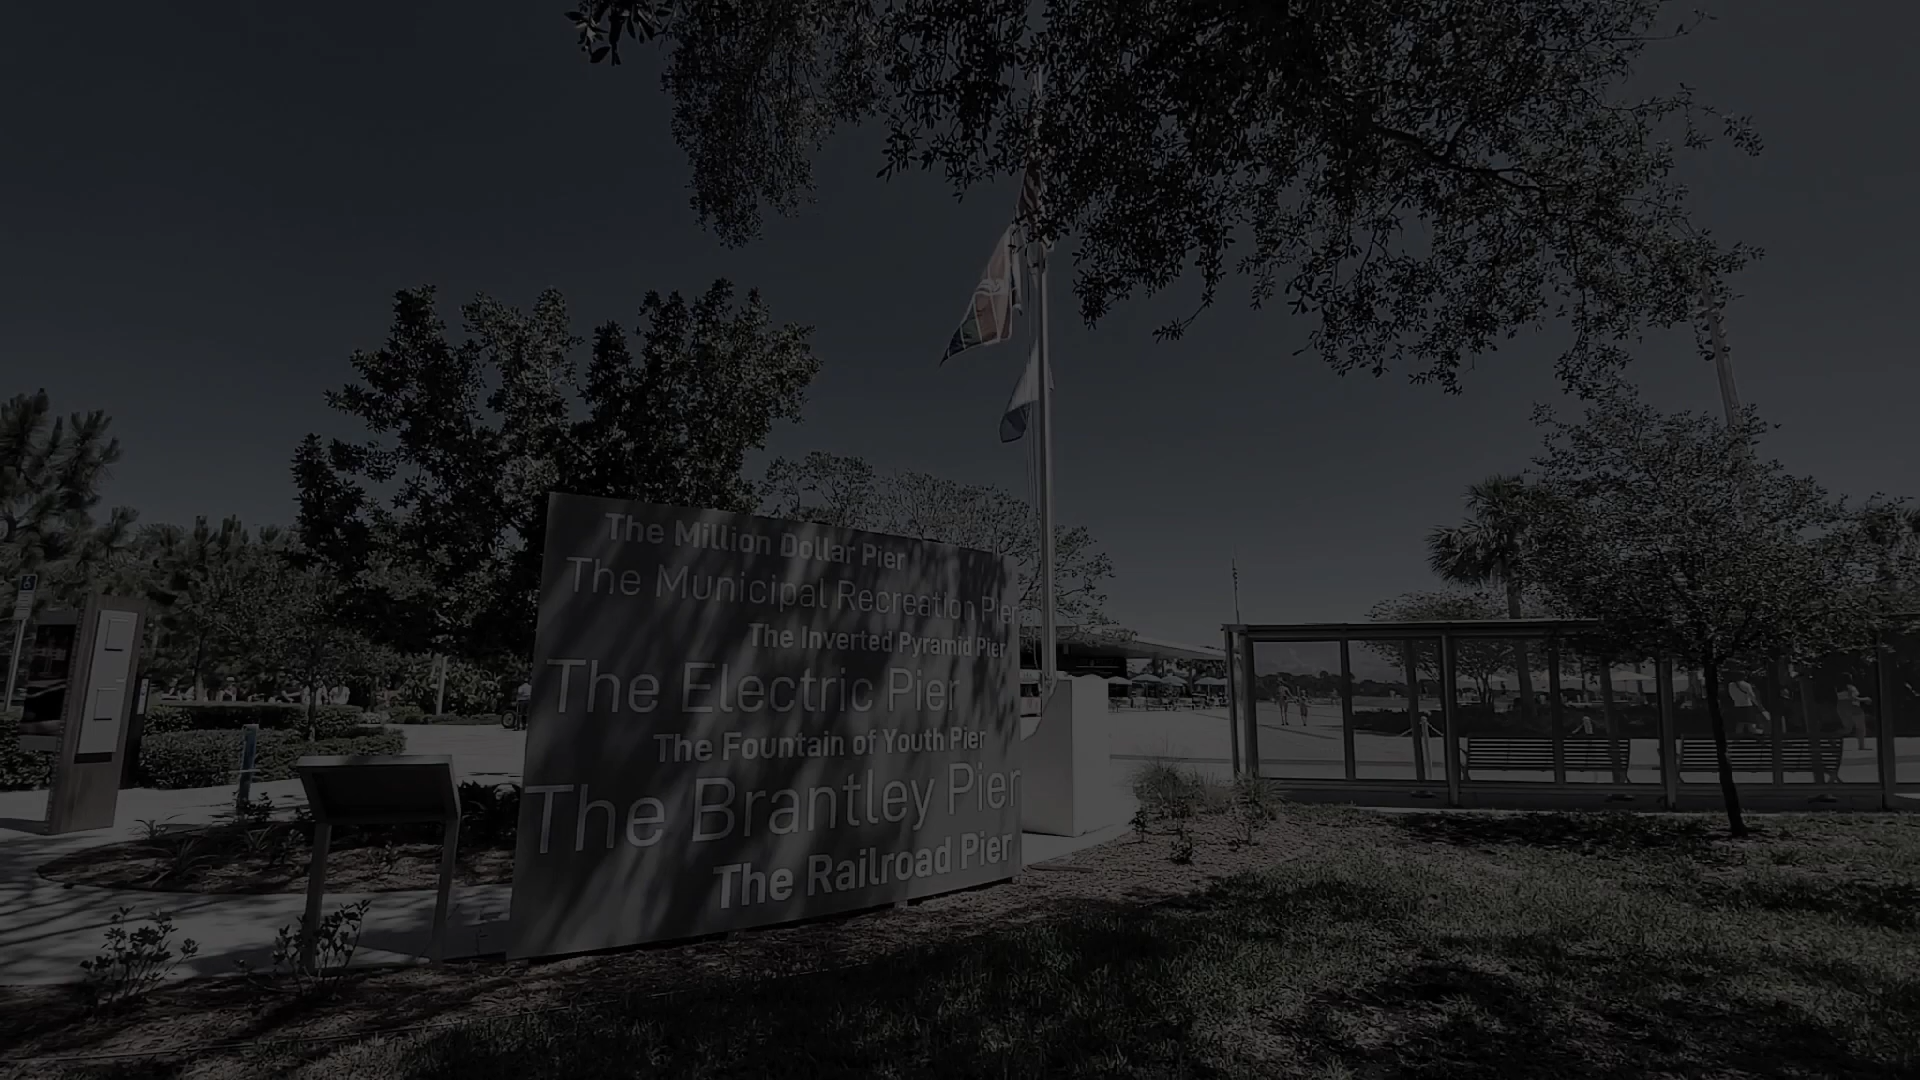 The Million Dollar Pier
The Municipal Recreation Pier
The Inverted Pyramid Pier
The Electric Pier
The Fountain of Youth Pier
The Brantley Pier
The Railroad Pier